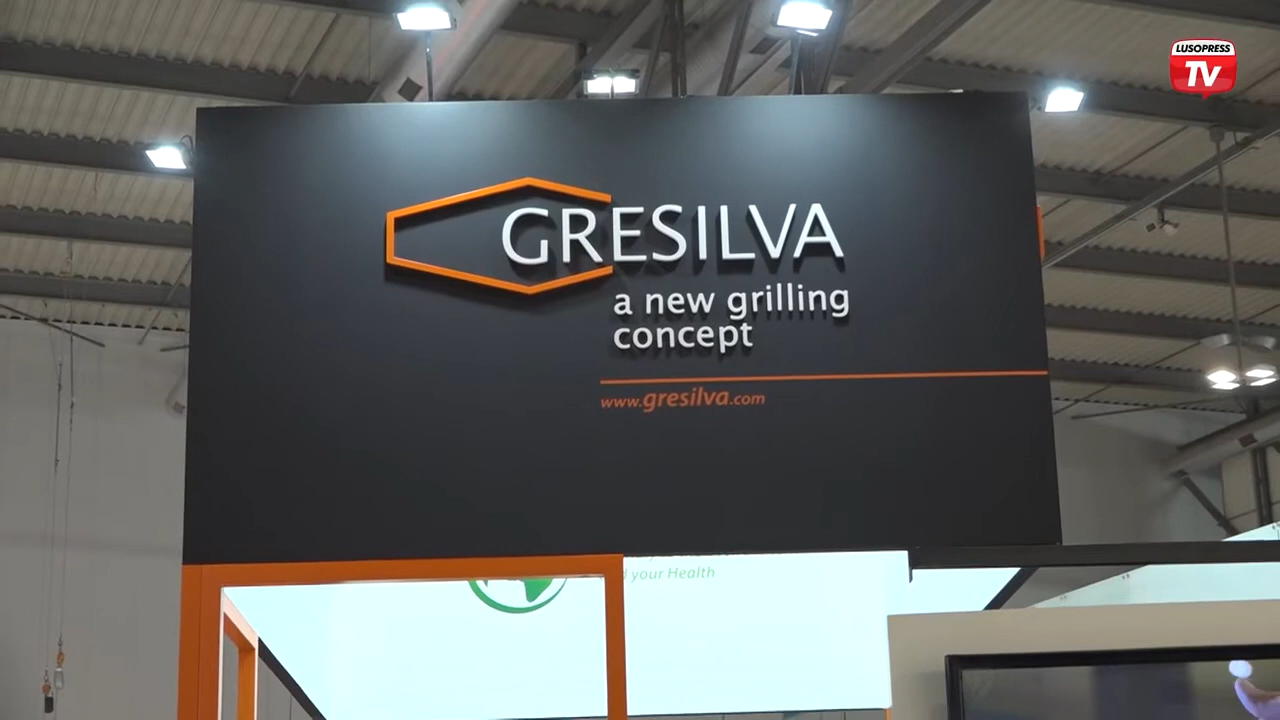 LUSOPRESS
TV
GRESILVA
a new grilling
concept
www.gresilva.com
your Health